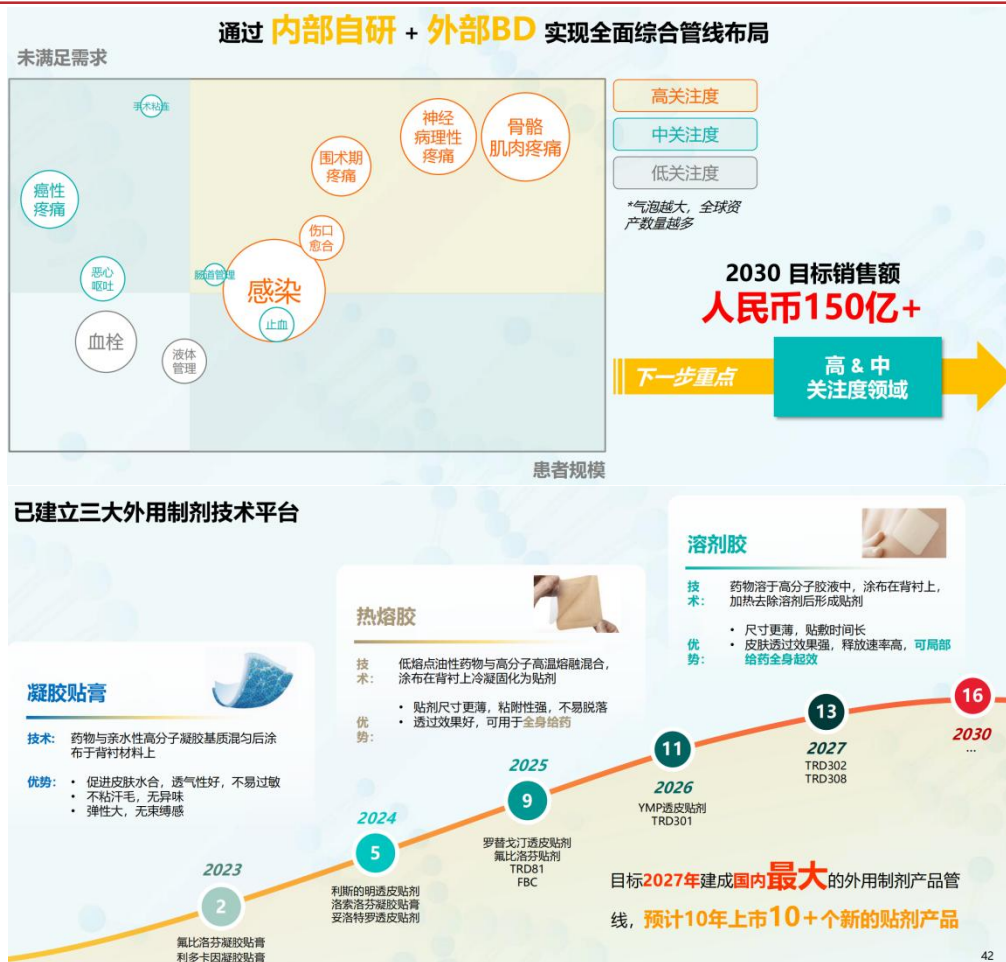 通过 内部自研 + 外部BD 实现全面综合管线布局
未满足需求
手术粘连
癌性
疼痛
恶心
呕吐
血栓
液体
管理
肠道管理
感染
止血
伤口
愈合
围术期
疼痛
神经
病理性
疼痛
骨骼
肌肉疼痛
患者规模
高关注度
中关注度
低关注度
*气泡越大，全球资
产数量越多
2030 目标销售额
人民币150亿+
下一步重点
高 & 中
关注度领域
已建立三大外用制剂技术平台
凝胶贴膏
技术： 药物与亲水性高分子凝胶基质混匀后涂
布于背衬材料上
优势： • 促进皮肤水合，透气性好，不易过敏
• 不粘汗毛，无异味
• 弹性大，无束缚感
热熔胶
技
术： 低熔点油性药物与高分子高温熔融混合，
涂布在背衬上冷凝固化为贴剂
优
势： • 贴剂尺寸更薄，粘附性强，不易脱落
• 透过效果好，可用于全身给药
溶剂胶
技
术： 药物溶于高分子胶液中，涂布在背衬上，
加热去除溶剂后形成贴剂
优
势： • 尺寸更薄，贴敷时间长
• 皮肤透过效果强，释放速率高，可局部
给药全身起效
2023
2
氟比洛芬凝胶贴膏
利多卡因凝胶贴膏
2024
5
利斯的明透皮贴剂
洛索洛芬凝胶贴膏
妥洛特罗透皮贴剂
2025
9
罗替戈汀透皮贴剂
氟比洛芬贴剂
TRD81
FBC
11
2026
YMP透皮贴剂
TRD301
13
2027
TRD302
TRD308
16
2030
...
目标2027年建成国内最大的外用制剂产品管
线，预计10年上市10+个新的贴剂产品
42